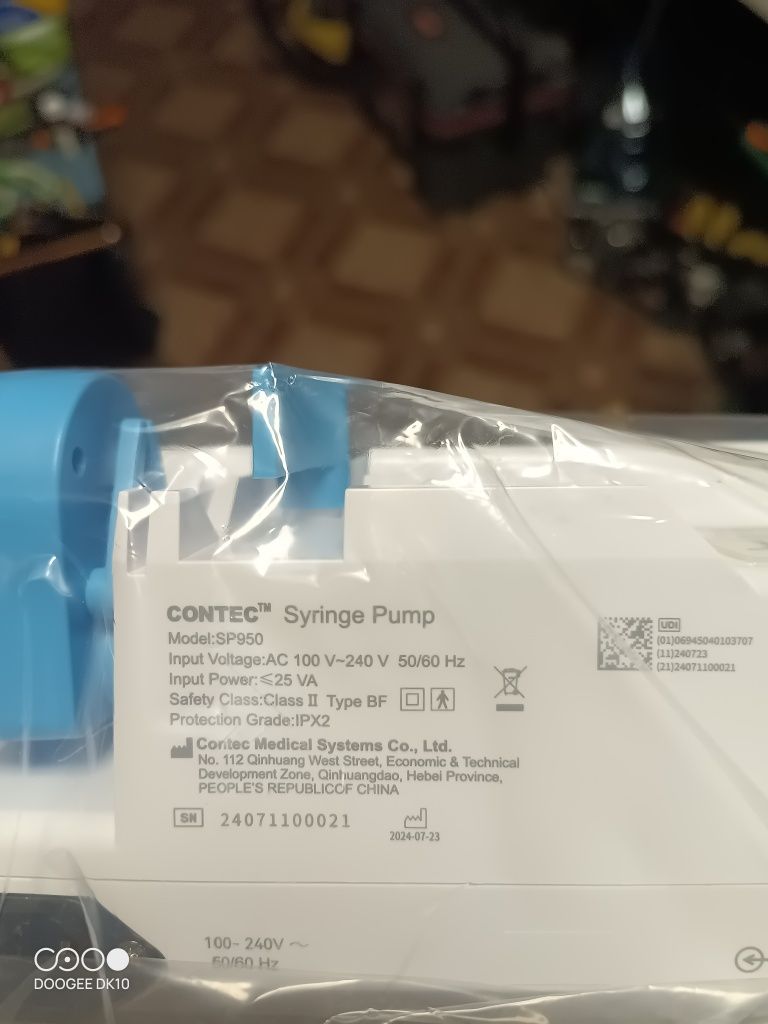 CONTEC™ Syringe Pump
Model:SP950
Input Voltage:AC 100 V~240 V 50/60 Hz
Input Power:≤25 VA
Safety Class:Class Ⅱ Type BF
Protection Grade:IPX2
Contec Medical Systems Co., Ltd.
No. 112 Qinhuang West Street, Economic & Technical
Development Zone, Qinhuangdao, Hebei Province,
PEOPLE'S REPUBLICOF CHINA
SN 24071100021
2024-07-23
UDI
(01)06945040103707
(11)240723
(21)24071100021
100- 240V ~
50/60 Hz
DOOGEE DK10